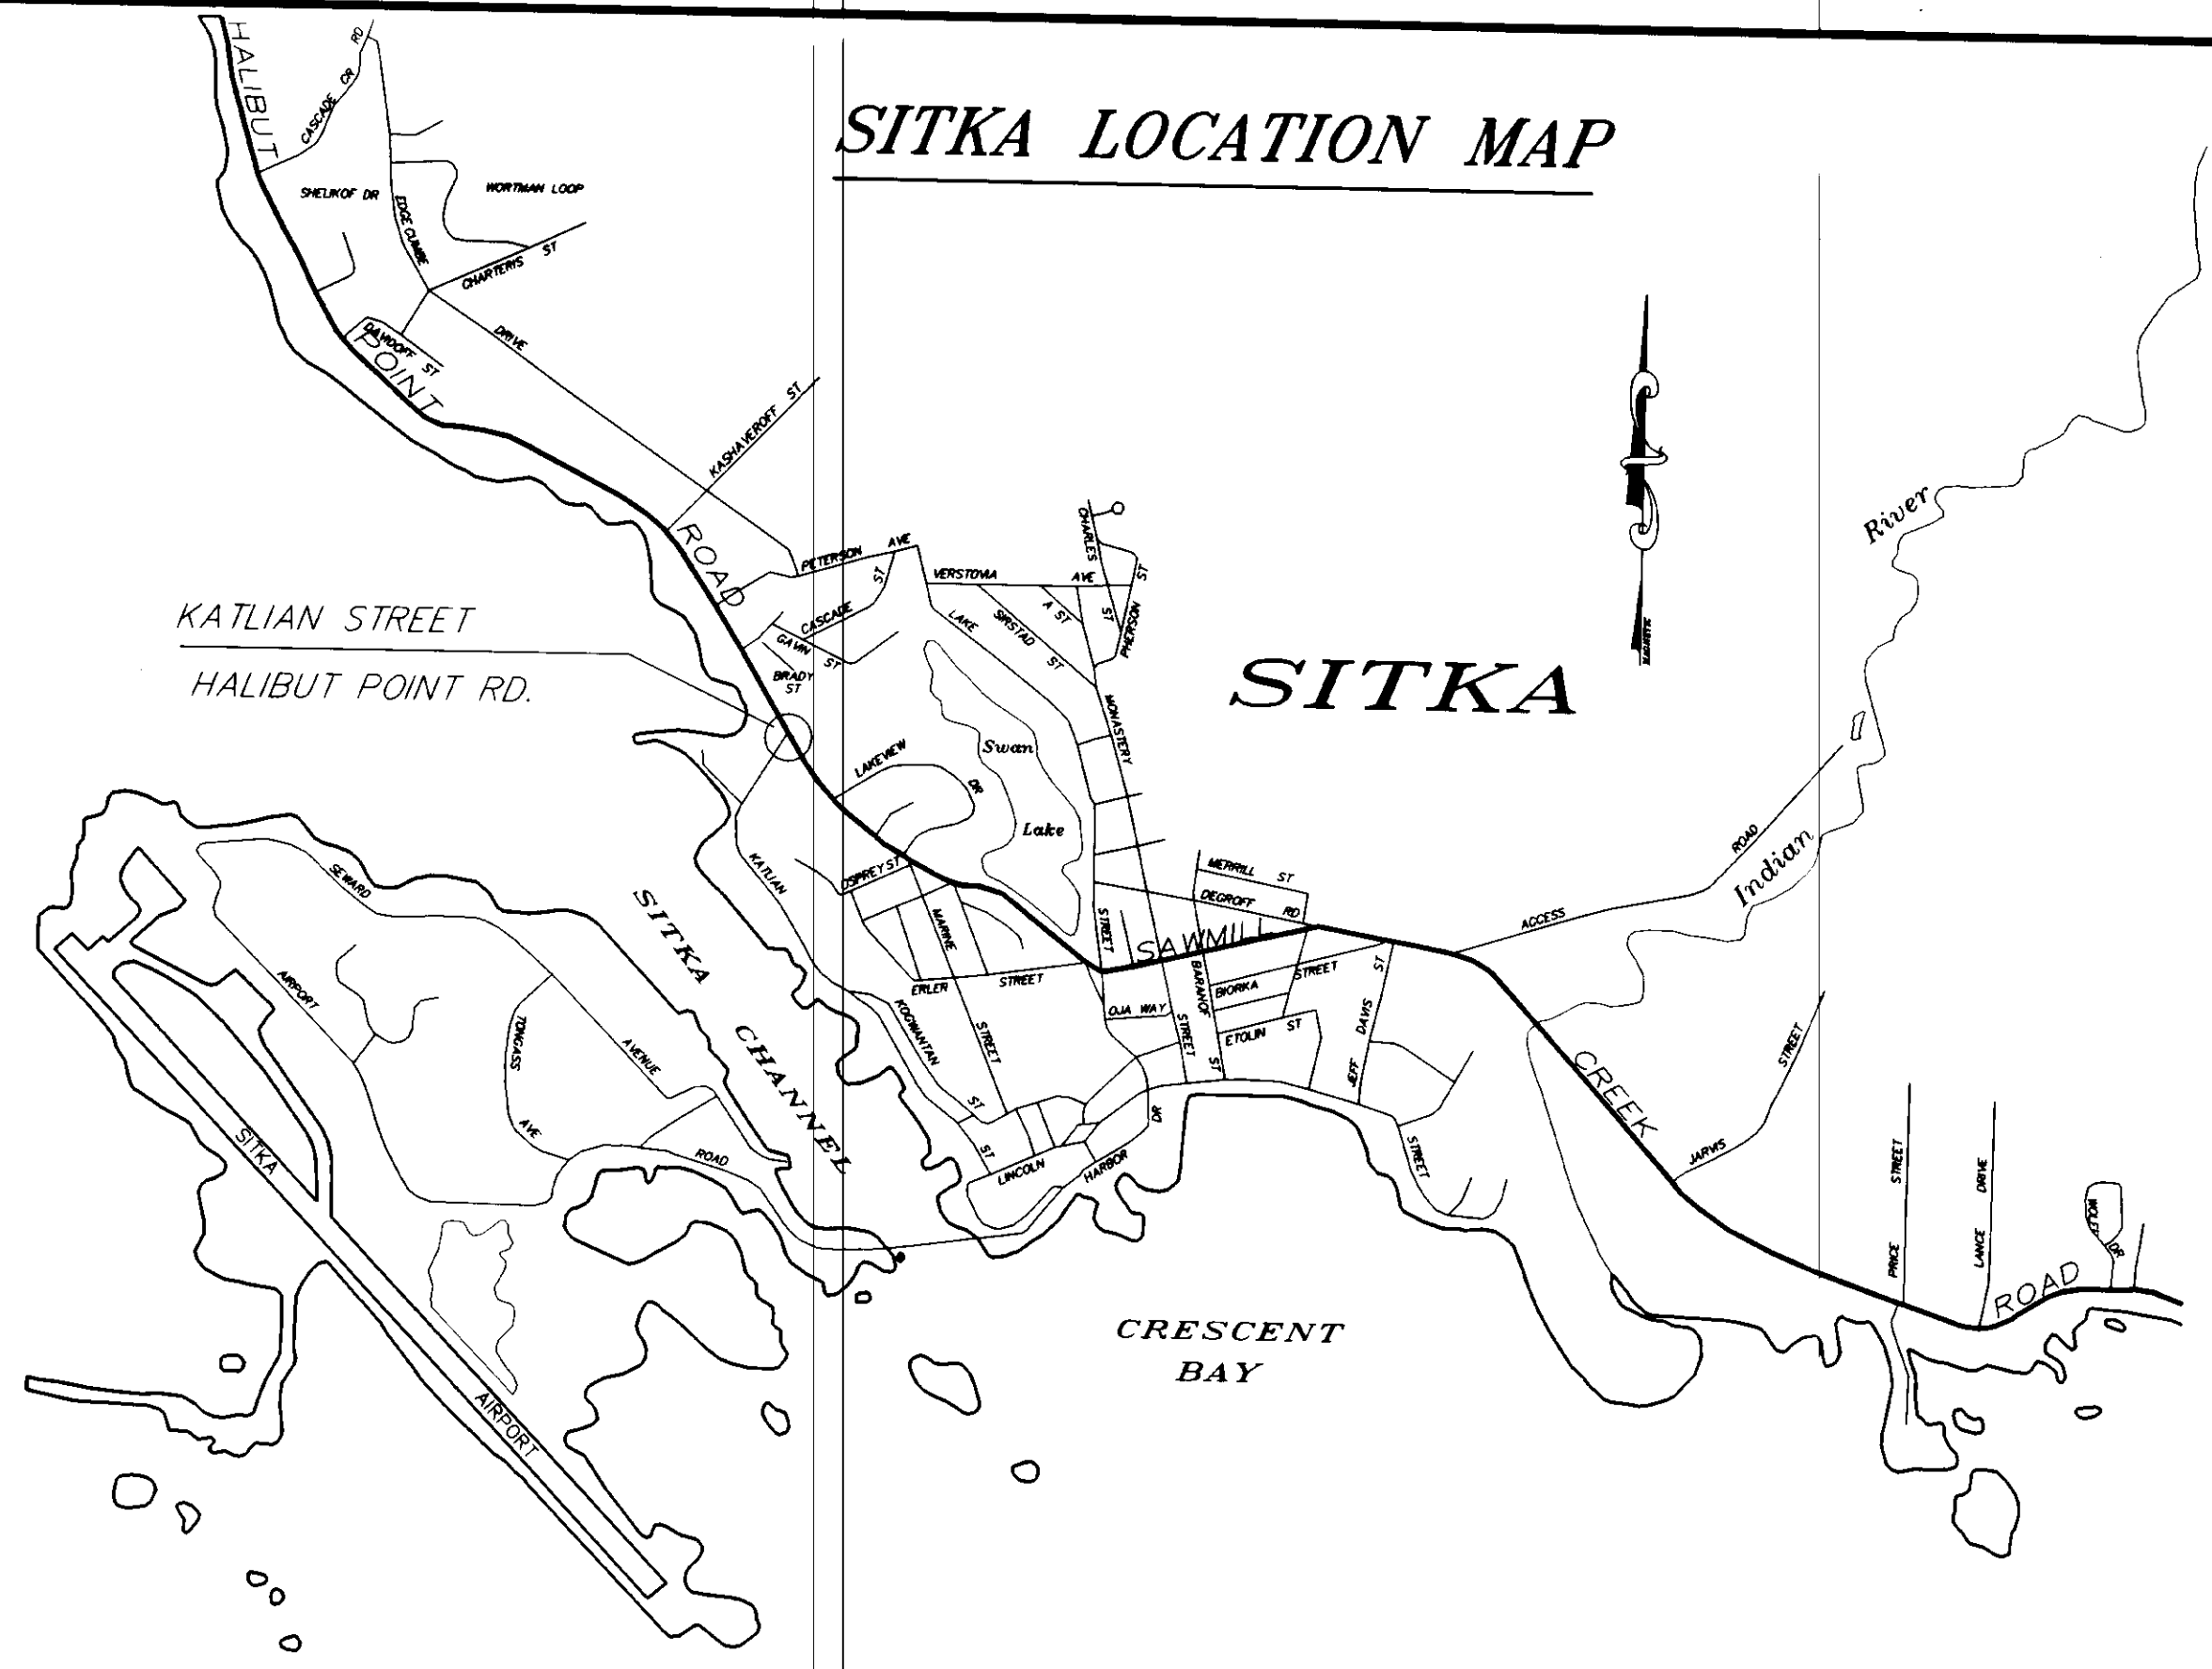 SITKA LOCATION MAP
HALIBUT
POINT
ROAD
CASCADE DR
RD
SHELIKOF DR
WORTMAN LOOP
EDGECUMBE
CHARTERIS ST
DAVIDOFF ST
DRIVE
KASHAVEROFF ST
PETERSON AVE
CASCADE ST
GAVIN ST
BRADY
ST
VERSTOVIA AVE
CHARLES ST
PHERSON ST
A ST
SIRSTAD ST
LAKE
STREET
MONASTERY
STREET
KATLIAN STREET
HALIBUT POINT RD.
SITKA
MAGNETIC
River
Indian
Swan
Lake
LAKEVIEW
DR
KATLIAN
ST
OSPREY ST
MARINE
STREET
ERLER STREET
KOGWANTAN
ST
MERRILL ST
DEGROFF RD
SAWMILL
CREEK
ROAD
BARANOF
ST
BIORKA STREET
OJA WAY
ETOLIN ST
JEFF DAVIS ST
STREET
ACCESS ROAD
JARVIS STREET
PRICE STREET
LANCE DRIVE
WOLFF
DR
LINCOLN
HARBOR
DR
SEWARD
AVENUE
AIRPORT
ROAD
TONGASS
AVE
SITKA
CHANNEL
SITKA
AIRPORT
CRESCENT
BAY